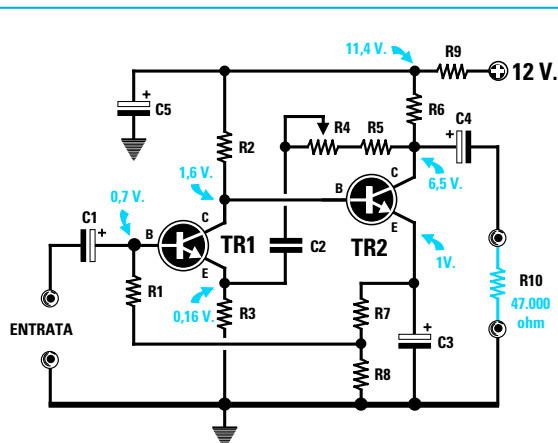 11,4 V.
R9
12 V.
+
C5
R2
R4
R5
R6
C4
+
1,6 V.
C
B
6,5 V.
0,7 V.
C1
+
B
C
TR1
E
C2
TR2
E
1V.
R1
0,16 V.
R3
R7
+
C3
R10
47.000
ohm
ENTRATA
R8